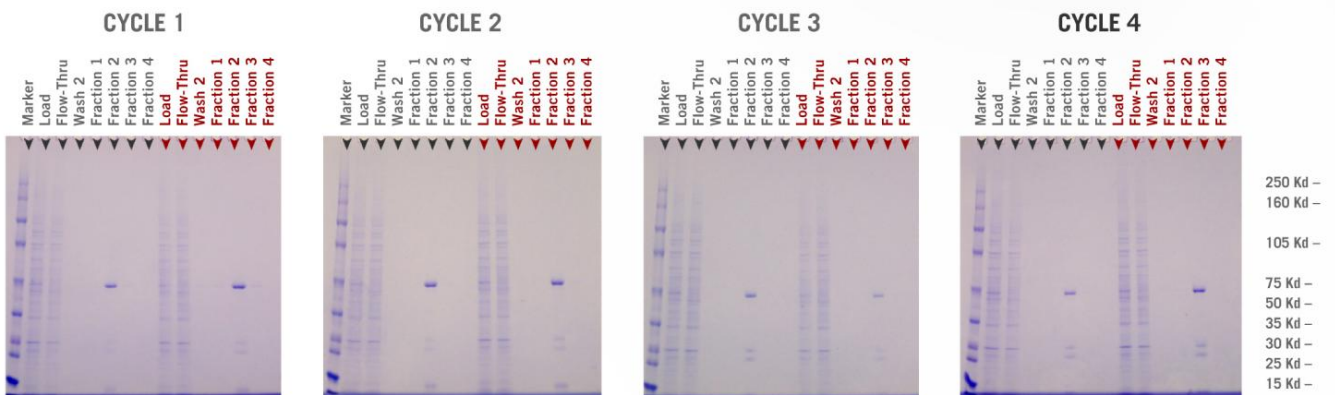 CYCLE 1
Marker
Load
Flow-Thru
Wash 2
Fraction 1
Fraction 2
Fraction 3
Fraction 4
Load
Flow-Thru
Wash 2
Fraction 1
Fraction 2
Fraction 3
Fraction 4
CYCLE 2
Marker
Load
Flow-Thru
Wash 2
Fraction 1
Fraction 2
Fraction 3
Fraction 4
Load
Flow-Thru
Wash 2
Fraction 1
Fraction 2
Fraction 3
Fraction 4
CYCLE 3
Marker
Load
Flow-Thru
Wash 2
Fraction 1
Fraction 2
Fraction 3
Fraction 4
Load
Flow-Thru
Wash 2
Fraction 1
Fraction 2
Fraction 3
Fraction 4
CYCLE 4
Marker
Load
Flow-Thru
Wash 2
Fraction 1
Fraction 2
Fraction 3
Fraction 4
Load
Flow-Thru
Wash 2
Fraction 1
Fraction 2
Fraction 3
Fraction 4
250 Kd –
160 Kd –
105 Kd –
75 Kd –
50 Kd –
35 Kd –
30 Kd –
25 Kd –
15 Kd –